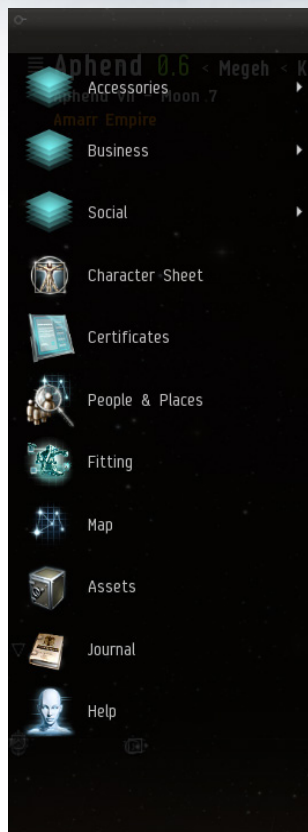 Aphend 0.6 < Megeh < K
Accessories
Aphend VII - Moon 7
Amarr Empire
Business
Social
Character Sheet
Certificates
People & Places
Fitting
Map
Assets
Journal
Help